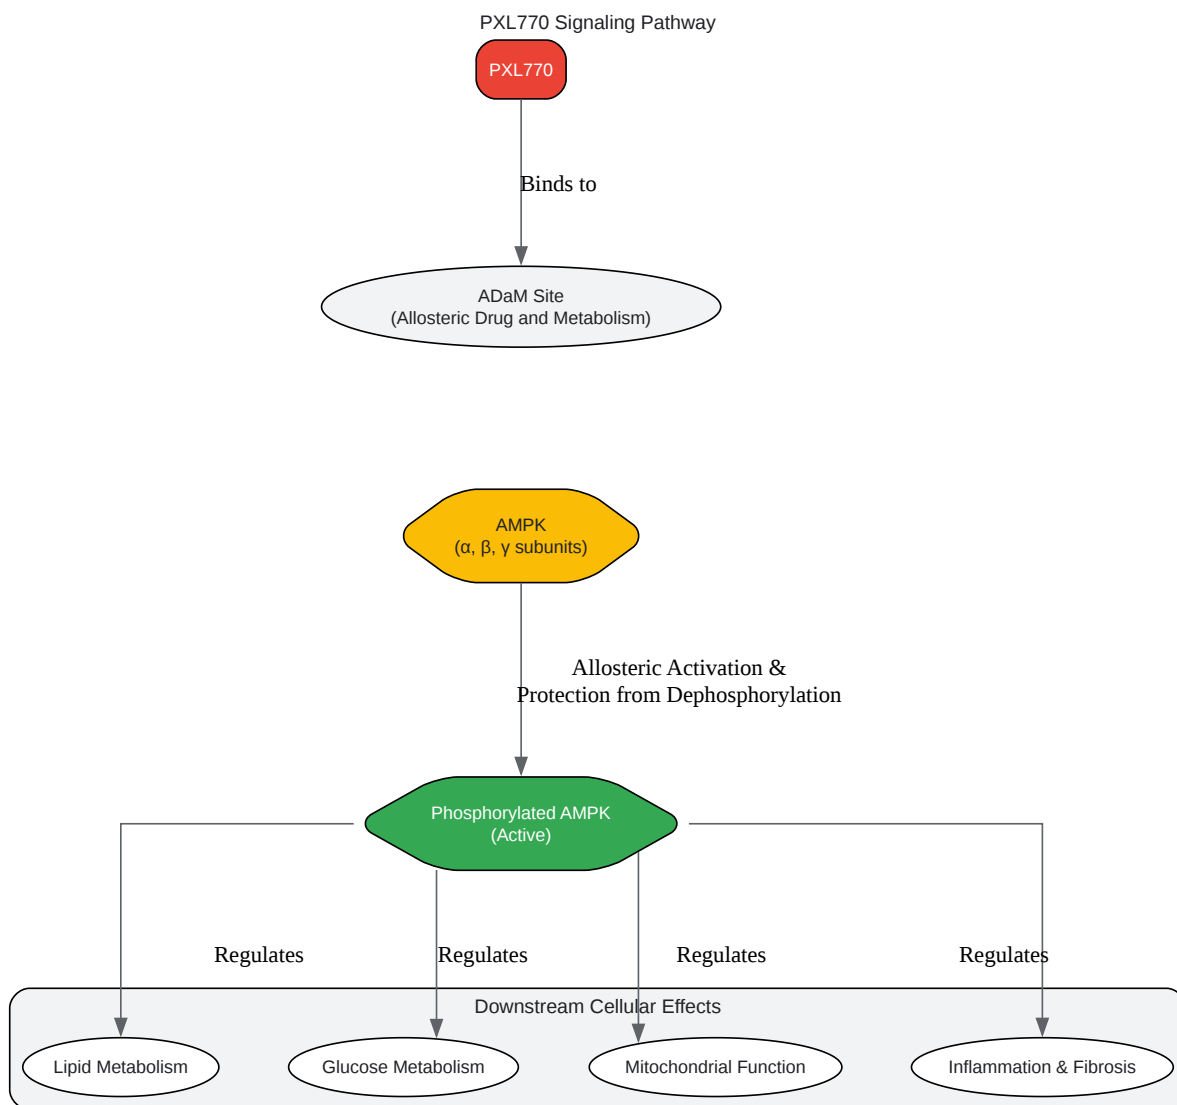 PXL770 Signaling Pathway
PXL770
Binds to
ADaM Site
(Allosteric Drug and Metabolism)
AMPK
(α, β, γ subunits)
Allosteric Activation &
Protection from Dephosphorylation
Phosphorylated AMPK
(Active)
Regulates
Regulates
Regulates
Regulates
Downstream Cellular Effects
Lipid Metabolism
Glucose Metabolism
Mitochondrial Function
Inflammation & Fibrosis